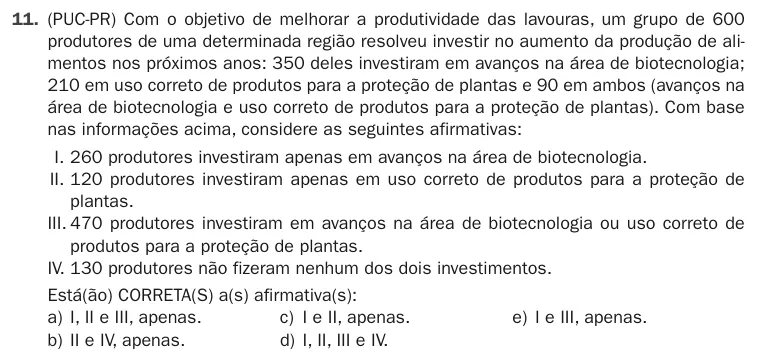 11. (PUC-PR) Com o objetivo de melhorar a produtividade das lavouras, um grupo de 600
produtores de uma determinada região resolveu investir no aumento da produção de ali-
mentos nos próximos anos: 350 deles investiram em avanços na área de biotecnologia;
210 em uso correto de produtos para a proteção de plantas e 90 em ambos (avanços na
área de biotecnologia e uso correto de produtos para a proteção de plantas). Com base
nas informações acima, considere as seguintes afirmativas:
I. 260 produtores investiram apenas em avanços na área de biotecnologia.
II. 120 produtores investiram apenas em uso correto de produtos para a proteção de
plantas.
III. 470 produtores investiram em avanços na área de biotecnologia ou uso correto de
produtos para a proteção de plantas.
IV. 130 produtores não fizeram nenhum dos dois investimentos.
Está(ão) CORRETA(S) a(s) afirmativa(s):
a) I, II e III, apenas. c) I e II, apenas. e) I e III, apenas.
b) II e IV, apenas. d) I, II, III e IV.